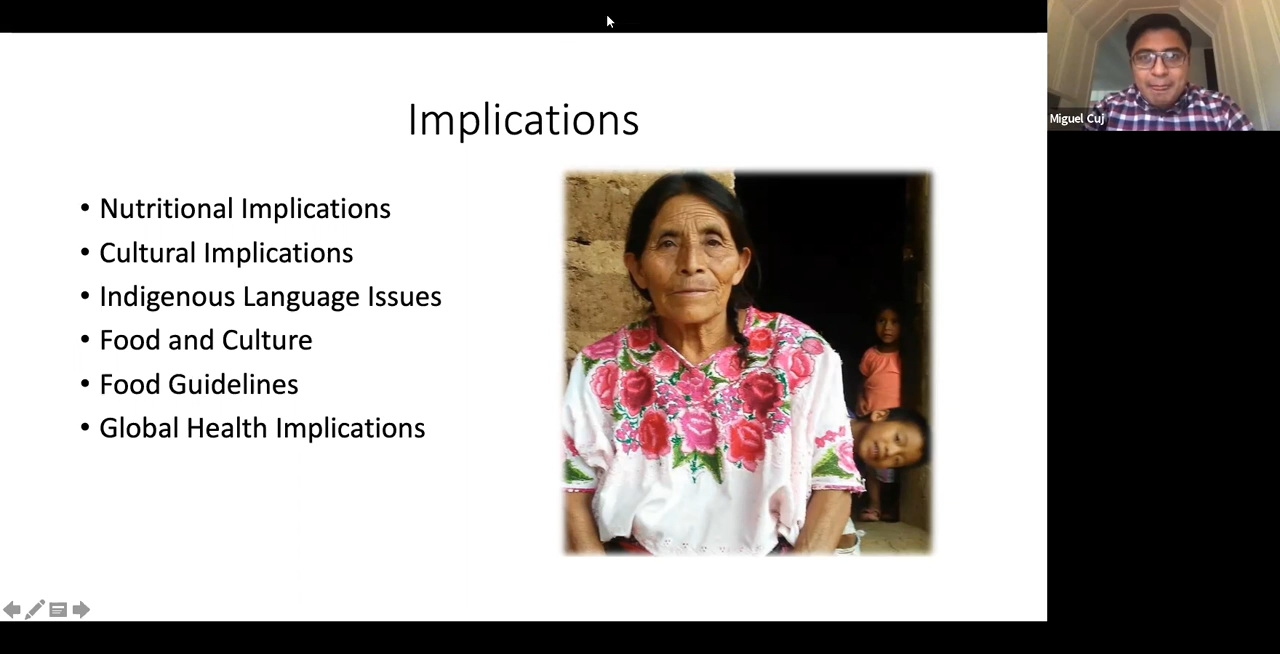 Implications
• Nutritional Implications
• Cultural Implications
• Indigenous Language Issues
• Food and Culture
• Food Guidelines
• Global Health Implications
Miguel Cuj